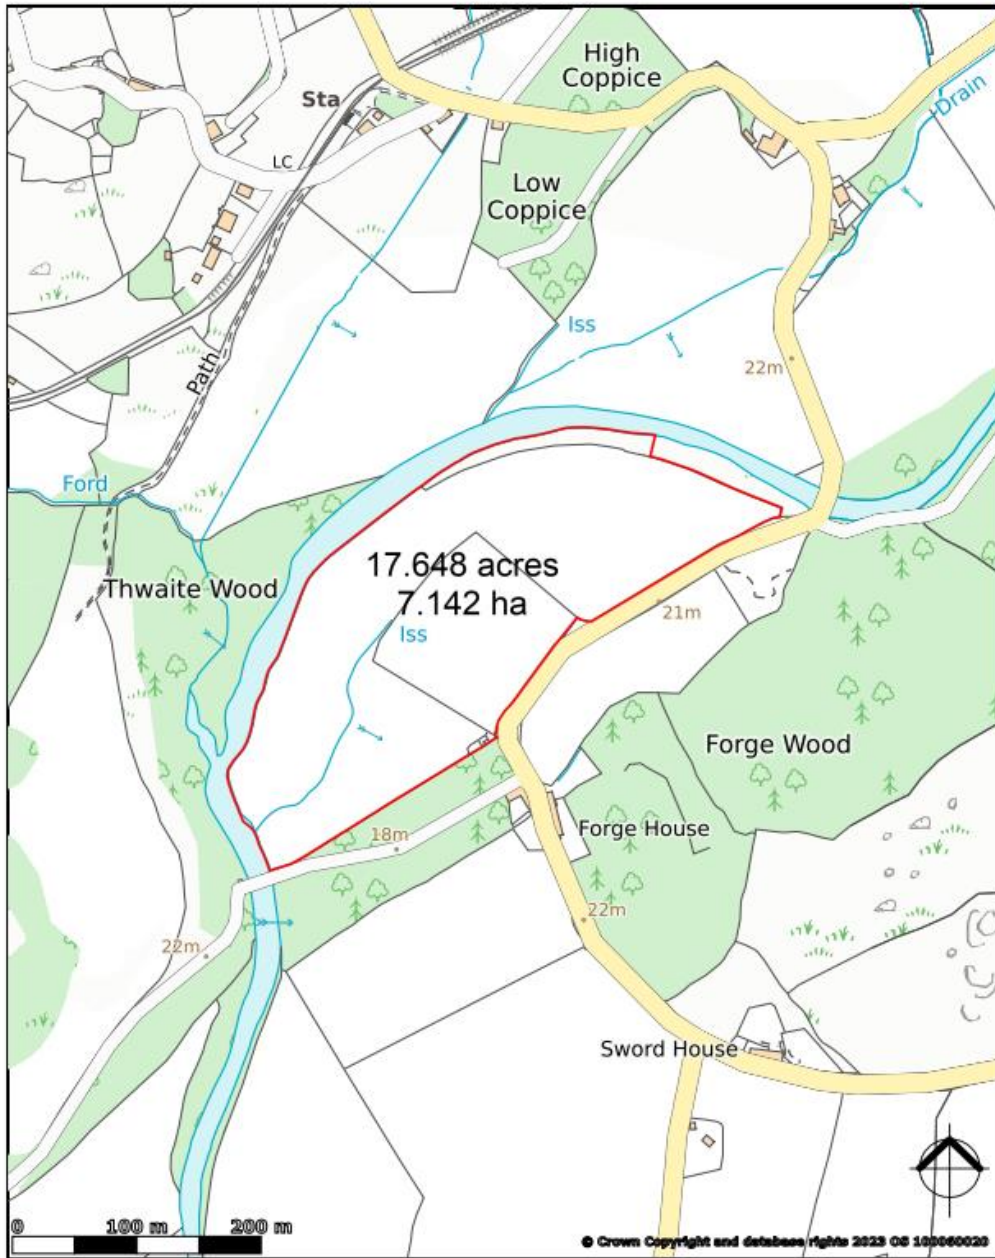 High
Coppice
Sta
Drain
LC
Low
Coppice
Iss
Path
22m
Ford
17.648 acres
7.142 ha
Thwaite Wood
21m
Iss
Forge Wood
18m
Forge House
22m
22m
Sword House
0 100 m 200 m
© Crown Copyright and database rights 2023 OS 100060020